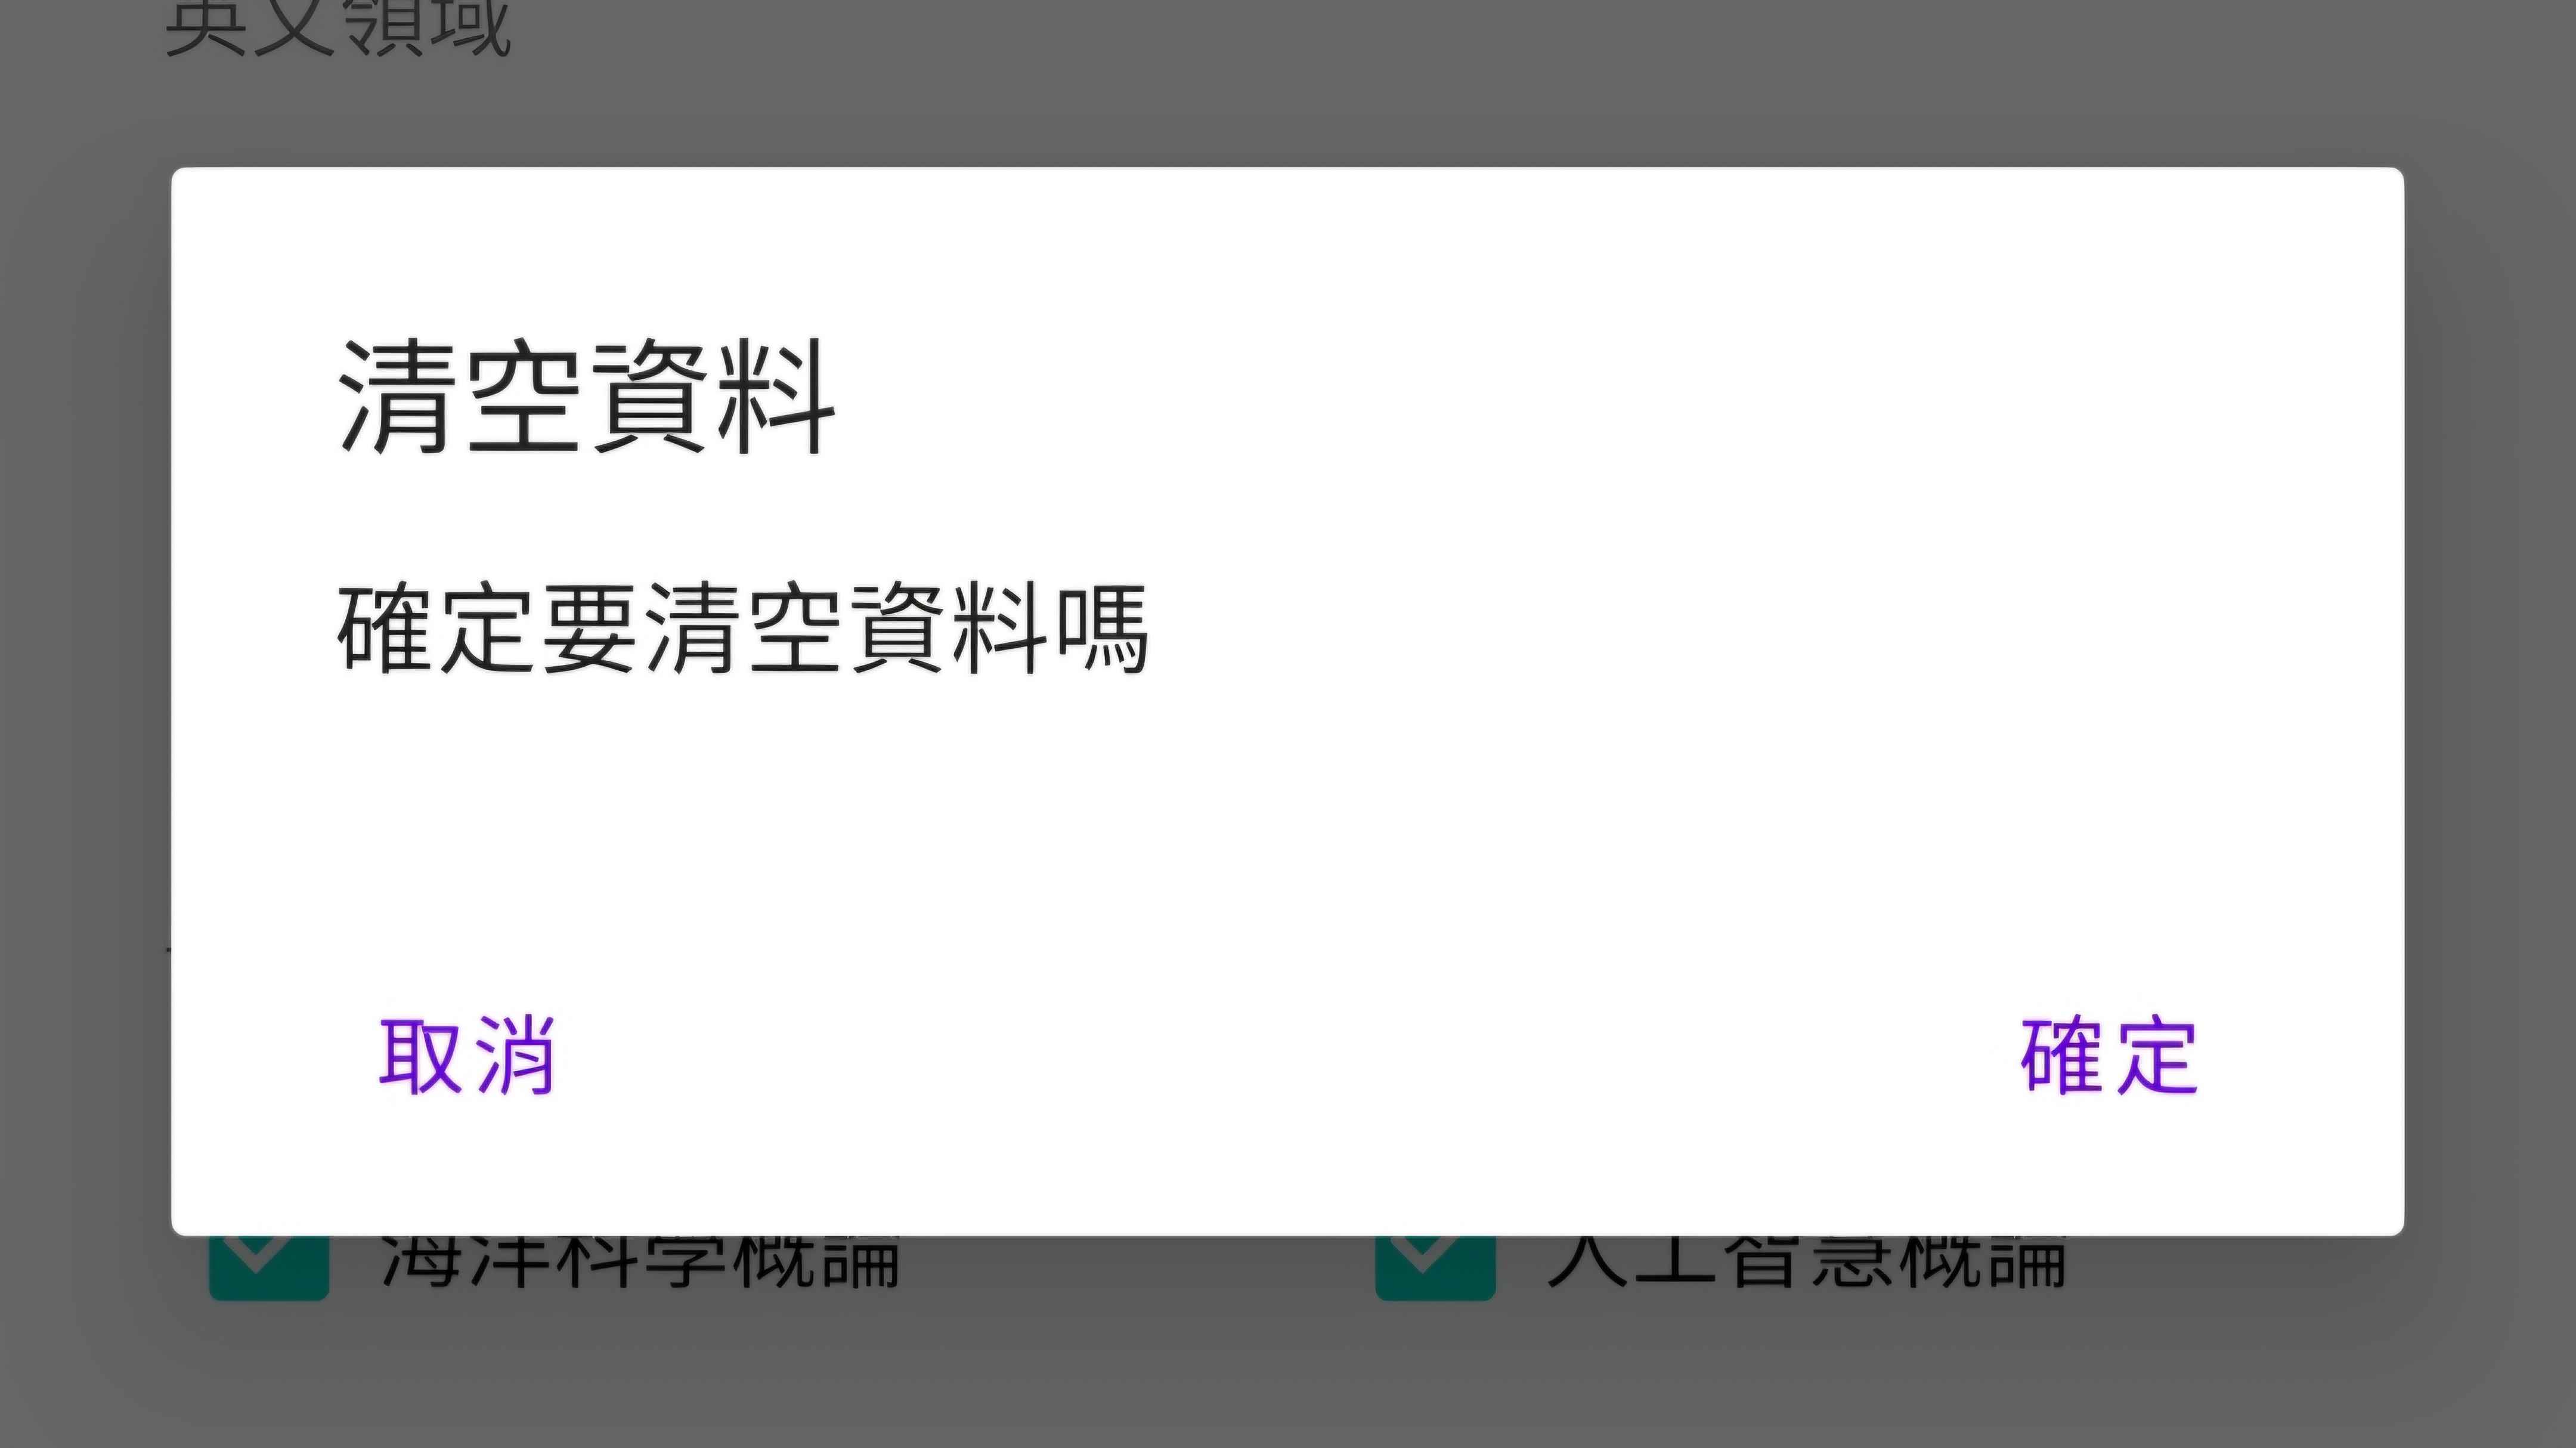 英文領域
清空資料
確定要清空資料嗎
取消
確定
海洋科學概論
人工智慧概論